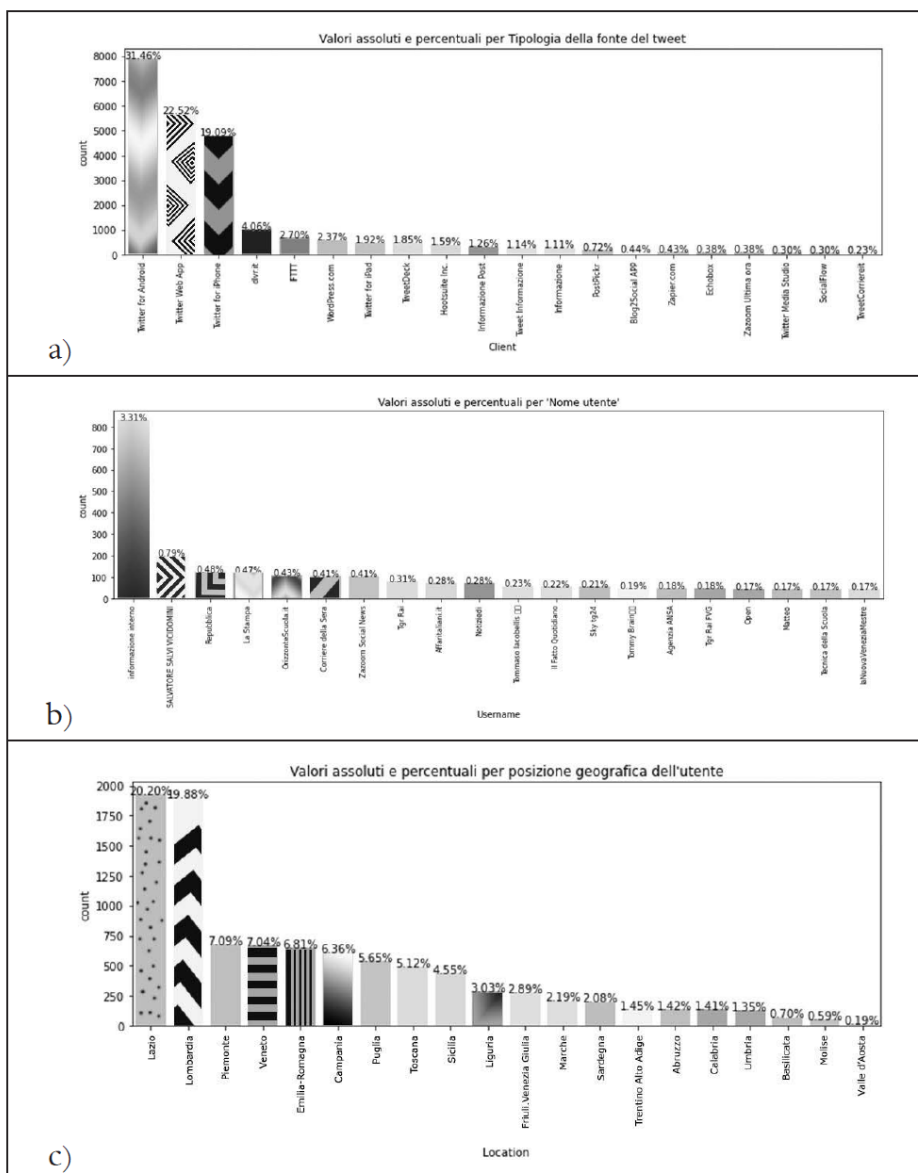 Valori assoluti e percentuali per Tipologia della fonte del tweet
8000
7000
6000
5000
4000
3000
2000
1000
0
count
31.46%
22.52%
19.09%
4.06%
2.70%
2.37%
1.92%
1.85%
1.59%
1.26%
1.14%
1.11%
0.72%
0.44%
0.43%
0.38%
0.38%
0.30%
0.30%
0.23%
Twitter for Android
Twitter Web App
Twitter for iPhone
dlvr.it
IFTTT
WordPress.com
Twitter for iPad
TweetDeck
Hootsuite Inc.
Informazione Post
Tweet Informazione
Informazione
PostPickr
Blog2Social APP
Zapier.com
Echobox
Zazoom Ultima ora
Twitter Media Studio
SocialFlow
TweetCorriereit
Client
a)
Valori assoluti e percentuali per 'Nome utente'
800
700
600
500
400
300
200
100
0
count
3.31%
0.79%
0.48%
0.47%
0.43%
0.41%
0.41%
0.31%
0.28%
0.28%
0.23%
0.22%
0.21%
0.19%
0.18%
0.18%
0.17%
0.17%
0.17%
0.17%
informazione interno
SALVATORE SALVI VICIDOMINI
Repubblica
La Stampa
OrizzonteScuola.it
Corriere della Sera
Zazoom Social News
Tgr Rai
Affaritaliani.it
Notiziedi
Tommaso Iacobellis
Il Fatto Quotidiano
Sky tg24
Tommy Brain
Agenzia ANSA
Tgr Rai FVG
Open
Matteo
Tecnica della Scuola
laNuovaVeneziaMestre
Username
b)
Valori assoluti e percentuali per posizione geografica dell'utente
2000
1750
1500
1250
1000
750
500
250
0
count
20.20%
19.88%
7.09%
7.04%
6.81%
6.36%
5.65%
5.12%
4.55%
3.03%
2.89%
2.19%
2.08%
1.45%
1.42%
1.41%
1.35%
0.70%
0.59%
0.19%
Lazio
Lombardia
Piemonte
Veneto
Emilia-Romagna
Campania
Puglia
Toscana
Sicilia
Liguria
Friuli.Venezia Giulia
Marche
Sardegna
Trentino Alto Adige
Abruzzo
Calabria
Umbria
Basilicata
Molise
Valle d'Aosta
Location
c)